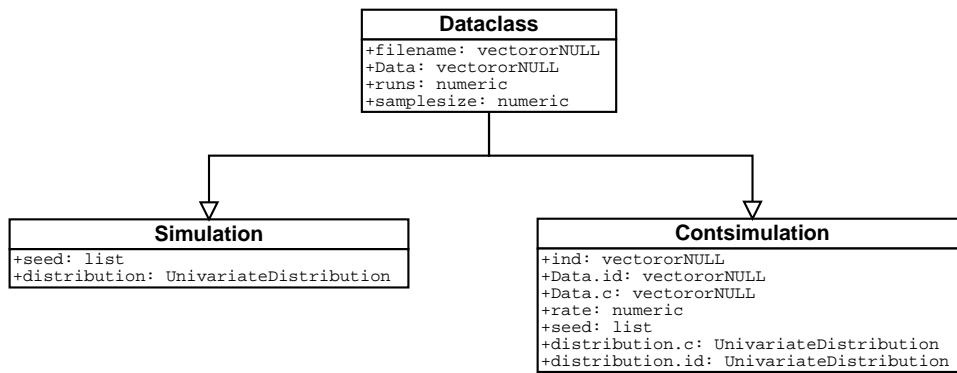 Dataclass
+filename: vectororNULL
+Data: vectororNULL
+runs: numeric
+samplesize: numeric
Simulation
+seed: list
+distribution: UnivariateDistribution
Contsimulation
+ind: vectororNULL
+Data.id: vectororNULL
+Data.c: vectororNULL
+rate: numeric
+seed: list
+distribution.c: UnivariateDistribution
+distribution.id: UnivariateDistribution